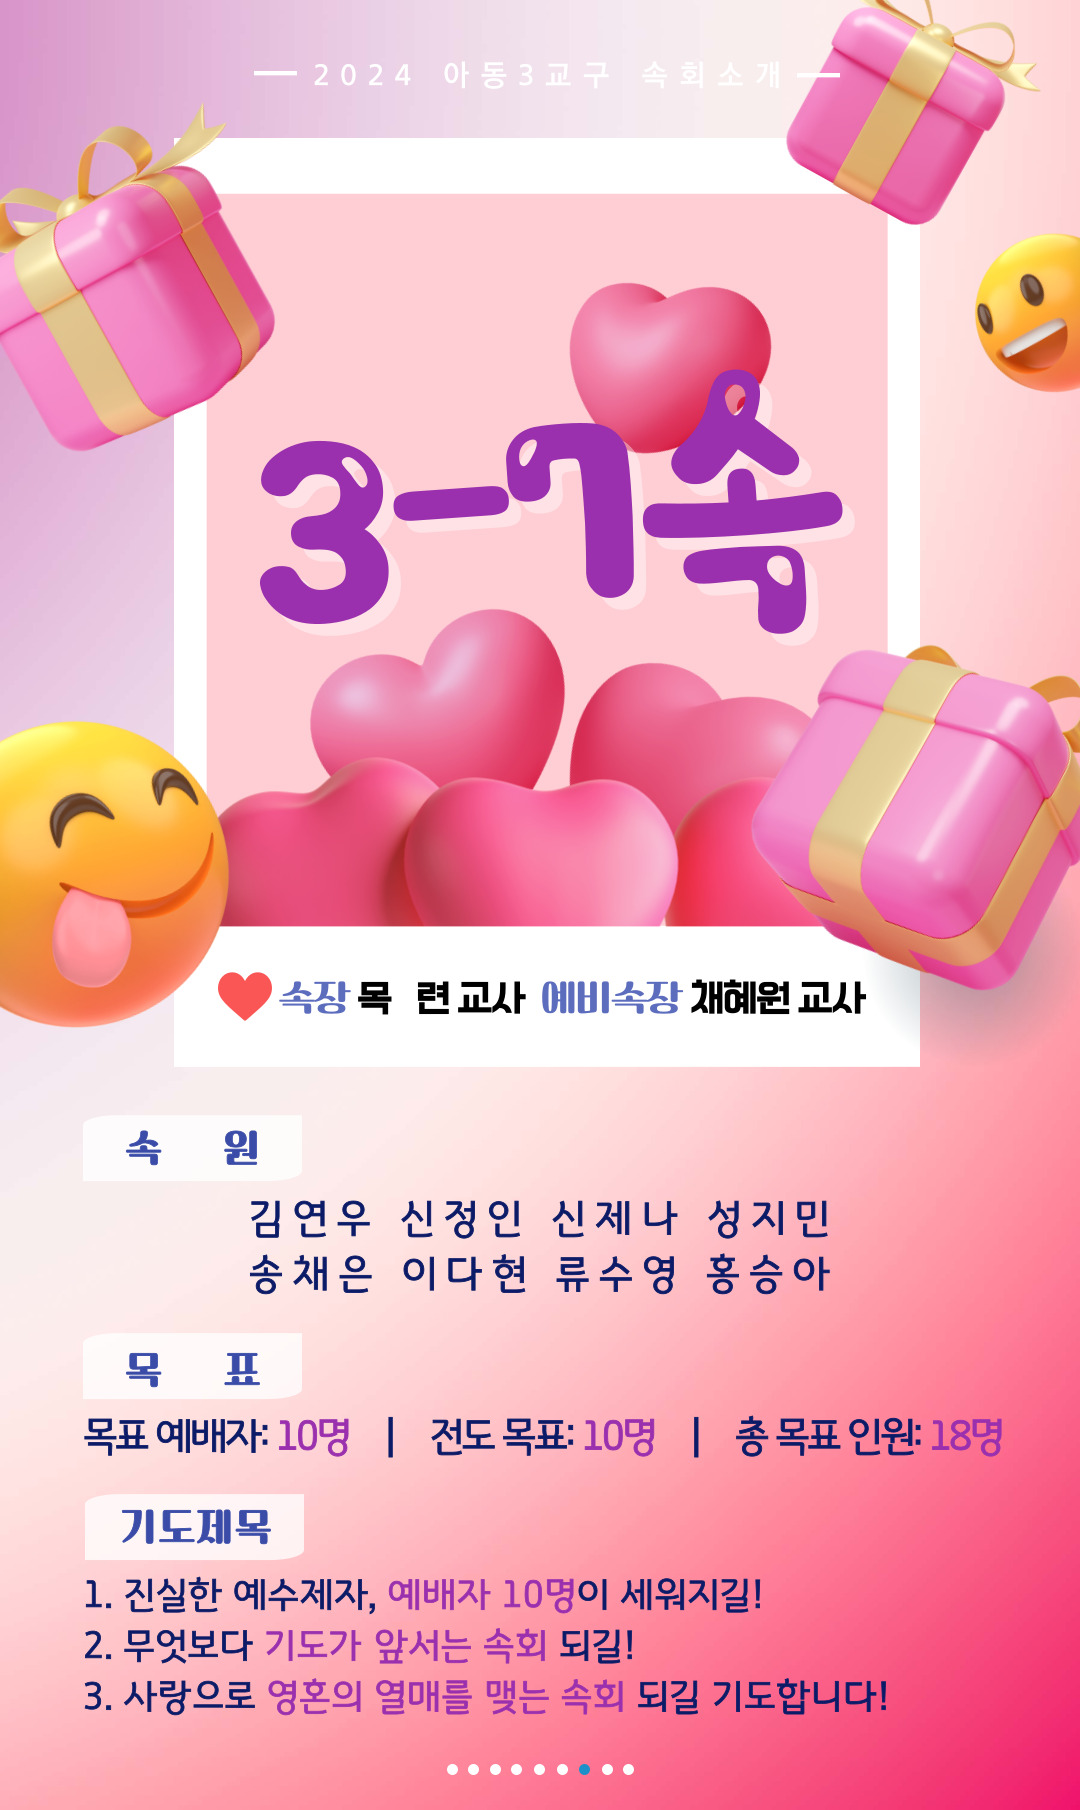 2024 아동3교구 속회소개
3-7속
속장 목 련 교사 예비속장 채혜원 교사
속 원
김연우 신정인 신제나 성지민
송채은 이다현 류수영 홍승아
목 표
목표 예배자: 10명 | 전도 목표: 10명 | 총 목표 인원: 18명
기도제목
1. 진실한 예수제자, 예배자 10명이 세워지길!
2. 무엇보다 기도가 앞서는 속회 되길!
3. 사랑으로 영혼의 열매를 맺는 속회 되길 기도합니다!